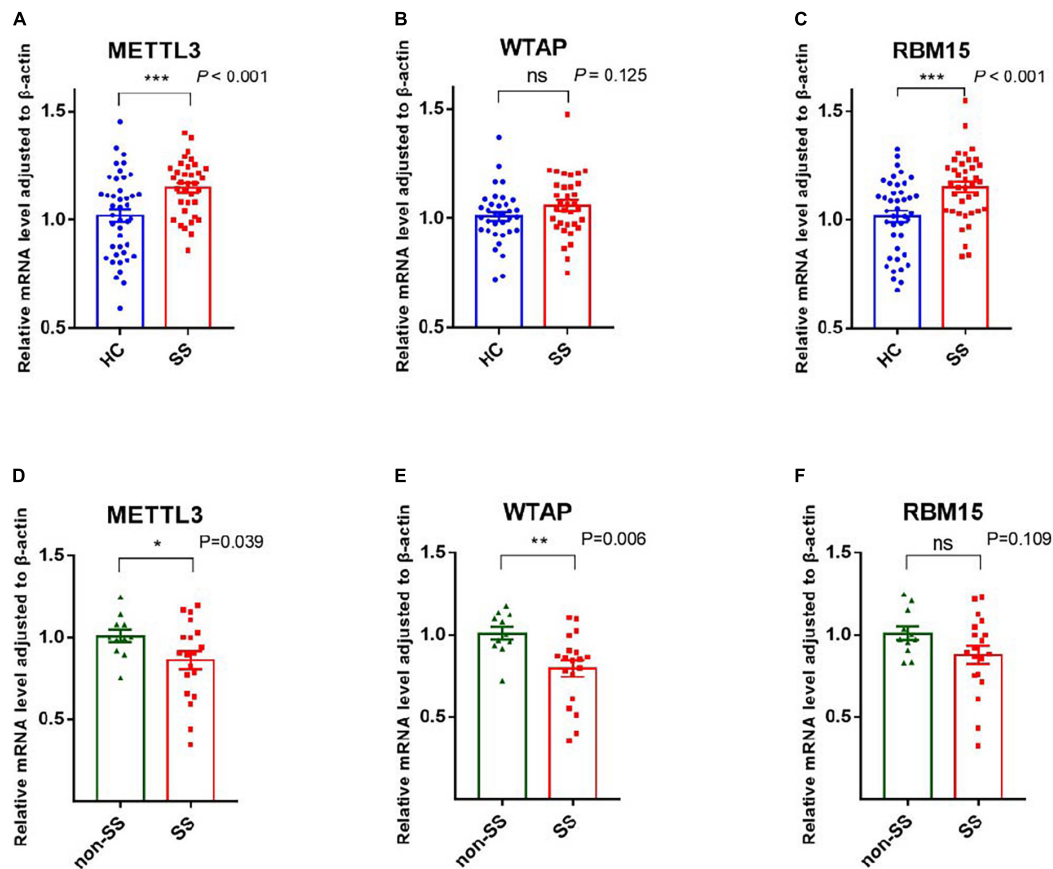 A
METTL3
*** P < 0.001
Relative mRNA level adjusted to β-actin
1.5
1.0
0.5
HC
SS
B
WTAP
ns P = 0.125
Relative mRNA level adjusted to β-actin
1.5
1.0
0.5
HC
SS
C
RBM15
*** P < 0.001
Relative mRNA level adjusted to β-actin
1.5
1.0
0.5
HC
SS
D
METTL3
* P=0.039
Relative mRNA level adjusted to β-actin
1.5
1.0
0.5
non-SS
SS
E
WTAP
** P=0.006
Relative mRNA level adjusted to β-actin
1.5
1.0
0.5
non-SS
SS
F
RBM15
ns P=0.109
Relative mRNA level adjusted to β-actin
1.5
1.0
0.5
non-SS
SS